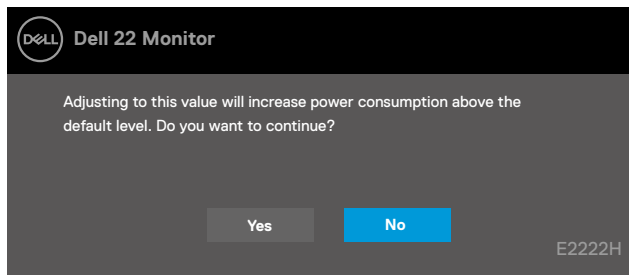 DELL Dell 22 Monitor
Adjusting to this value will increase power consumption above the
default level. Do you want to continue?
Yes No
E2222H